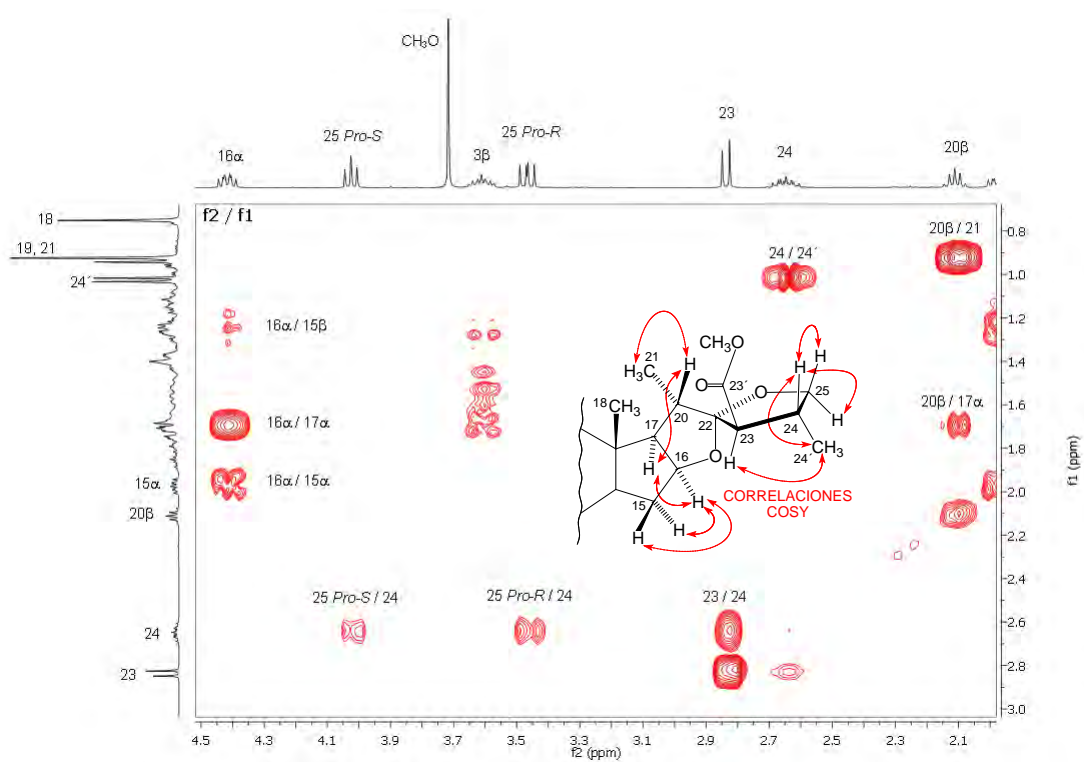 CH₃O
23
25 Pro-S
25 Pro-R
16α
3β
24
20β
f2 / f1
18
19, 21
24´
15α
20β
24
23
20β / 21
24 / 24´
16α / 15β
16α / 17α
20β / 17α
16α / 15α
25 Pro-S / 24
25 Pro-R / 24
23 / 24
CH₃O
H
H
21
H
H₃C
O
23´
O
25
18
CH₃
20
H
17
22
24
23
16
O
24´
CH₃
H
H
H
15
H
H
CORRELACIONES
COSY
0.8
1.0
1.2
1.4
1.6
1.8
2.0
2.2
2.4
2.6
2.8
3.0
f1 (ppm)
4.5 4.3 4.1 3.9 3.7 3.5 3.3 3.1 2.9 2.7 2.5 2.3 2.1
f2 (ppm)